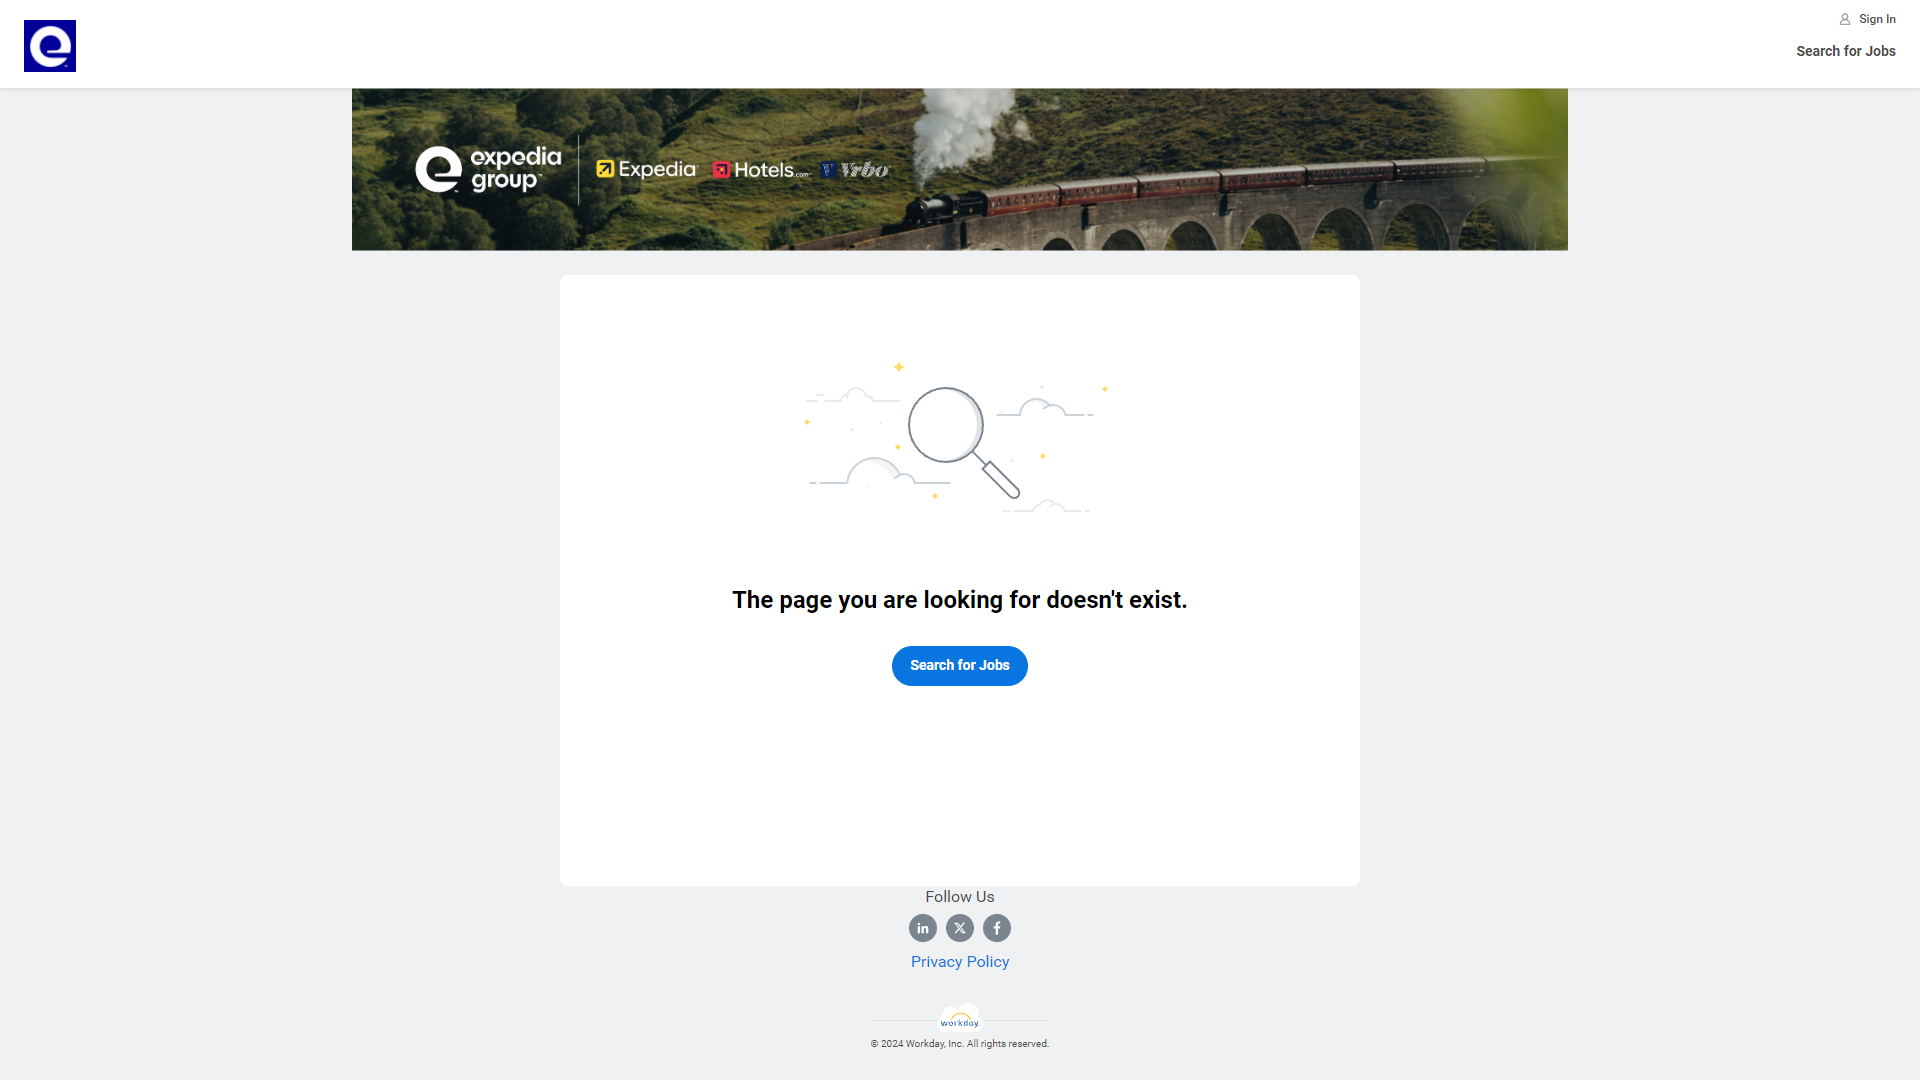 Sign In
Search for Jobs
expedia group
Expedia
Hotels.com
Vrbo
The page you are looking for doesn't exist.
Search for Jobs
Follow Us
Privacy Policy
workday.
© 2024 Workday, Inc. All rights reserved.